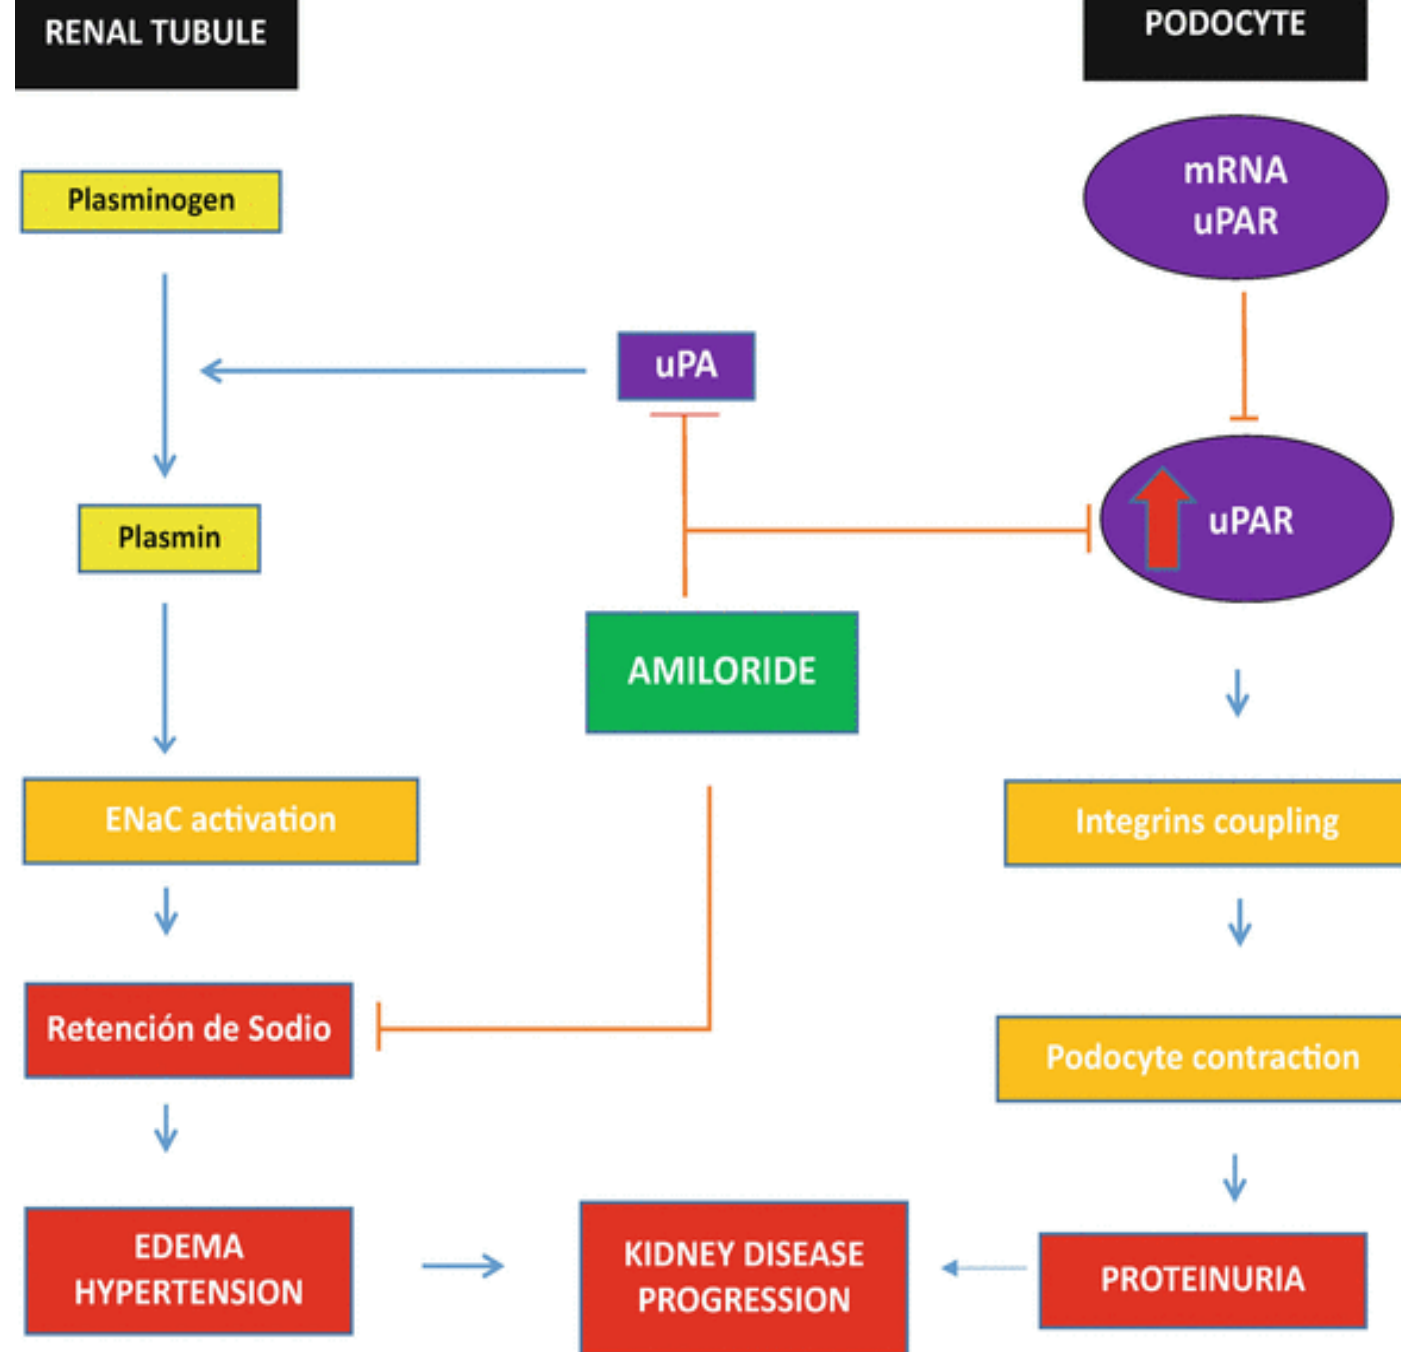 RENAL TUBULE
PODOCYTE
Plasminogen
mRNA
uPAR
uPA
Plasmin
uPAR
AMILORIDE
ENaC activation
Integrins coupling
Retención de Sodio
Podocyte contraction
EDEMA
HYPERTENSION
KIDNEY DISEASE
PROGRESSION
PROTEINURIA